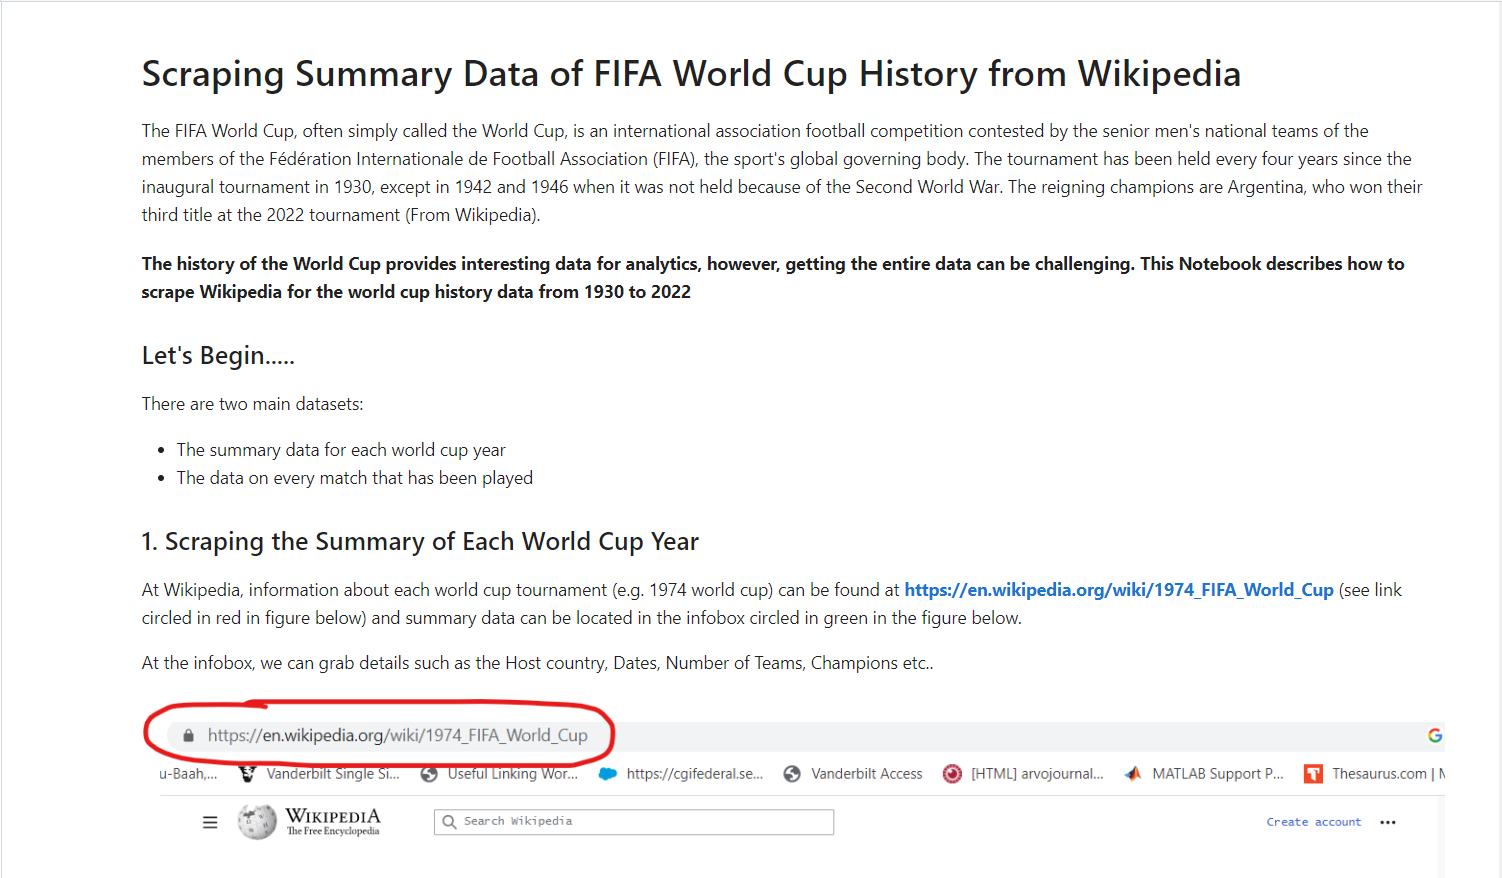 Scraping Summary Data of FIFA World Cup History from Wikipedia
The FIFA World Cup, often simply called the World Cup, is an international association football competition contested by the senior men's national teams of the
members of the Fédération Internationale de Football Association (FIFA), the sport's global governing body. The tournament has been held every four years since the
inaugural tournament in 1930, except in 1942 and 1946 when it was not held because of the Second World War. The reigning champions are Argentina, who won their
third title at the 2022 tournament (From Wikipedia).
The history of the World Cup provides interesting data for analytics, however, getting the entire data can be challenging. This Notebook describes how to
scrape Wikipedia for the world cup history data from 1930 to 2022
Let's Begin.....
There are two main datasets:
• The summary data for each world cup year
• The data on every match that has been played
1. Scraping the Summary of Each World Cup Year
At Wikipedia, information about each world cup tournament (e.g. 1974 world cup) can be found at https://en.wikipedia.org/wiki/1974_FIFA_World_Cup (see link
circled in red in figure below) and summary data can be located in the infobox circled in green in the figure below.
At the infobox, we can grab details such as the Host country, Dates, Number of Teams, Champions etc..
https://en.wikipedia.org/wiki/1974_FIFA_World_Cup
u-Baah,... Vanderbilt Single Si... Useful Linking Wor... https://cgifederal.se... Vanderbilt Access [HTML] arvojournal... MATLAB Support P... Thesaurus.com | M
WIKIPEDIA Search Wikipedia Create account
The Free Encyclopedia